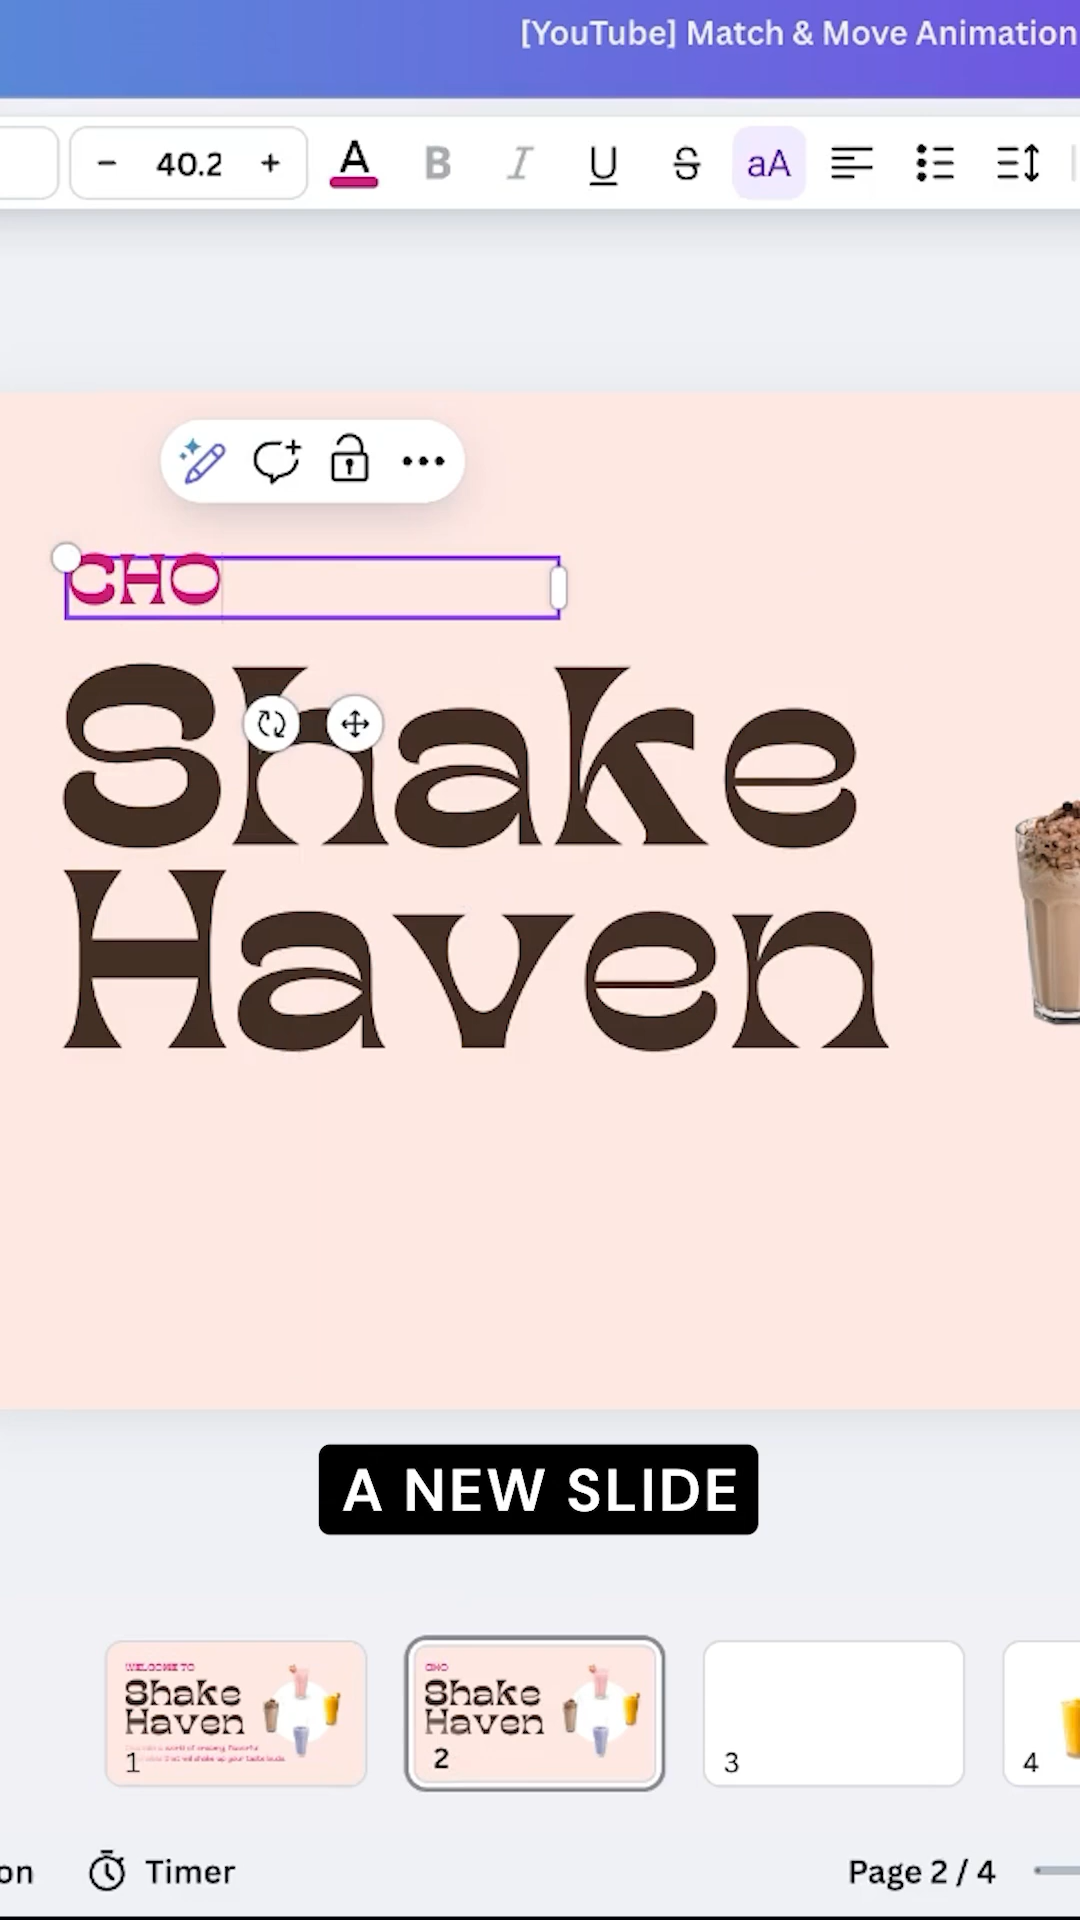 [YouTube] Match & Move Animation
− 40.2 + A B I U S aA
CHO
Shake
Haven
A NEW SLIDE
WELCOME TO
Shake
Haven
1
CHO
Shake
Haven
2
3
4
on Timer
Page 2 / 4